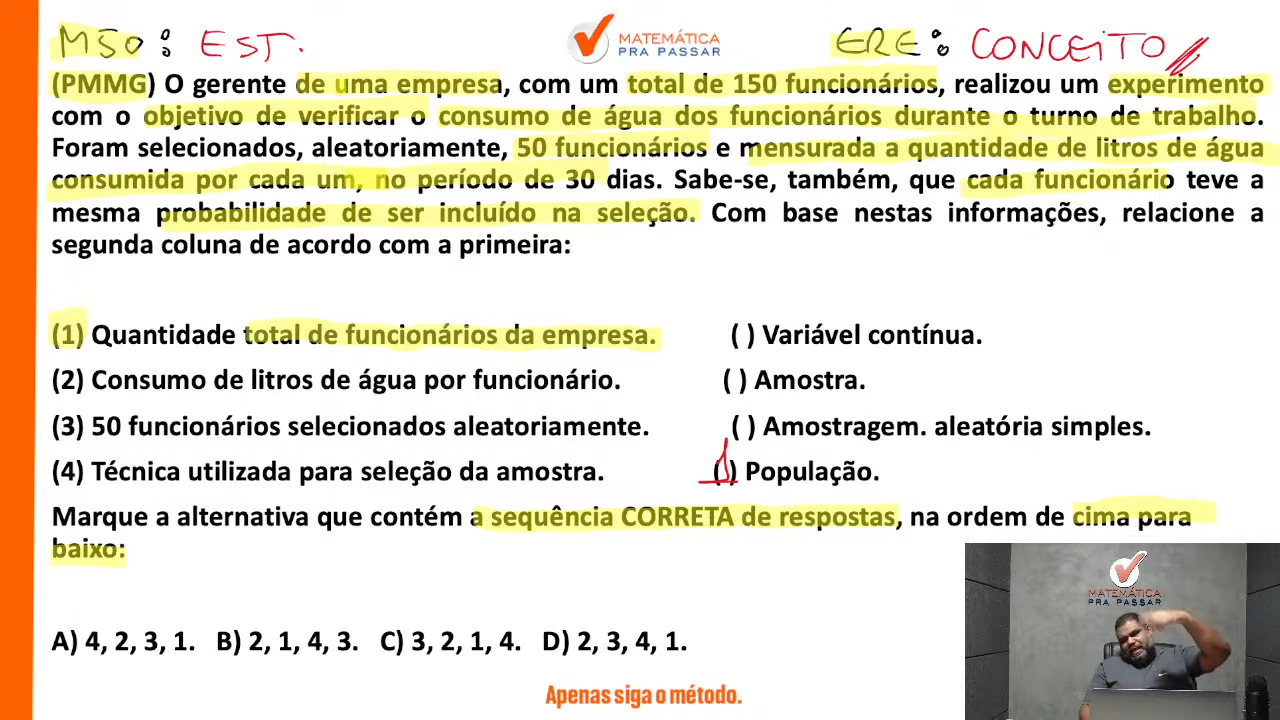 M50: EST.
MATEMÁTICA
PRA PASSAR
ERE: CONCEITO
(PMMG) O gerente de uma empresa, com um total de 150 funcionários, realizou um experimento
com o objetivo de verificar o consumo de água dos funcionários durante o turno de trabalho.
Foram selecionados, aleatoriamente, 50 funcionários e mensurada a quantidade de litros de água
consumida por cada um, no período de 30 dias. Sabe-se, também, que cada funcionário teve a
mesma probabilidade de ser incluído na seleção. Com base nestas informações, relacione a
segunda coluna de acordo com a primeira:
(1) Quantidade total de funcionários da empresa. ( ) Variável contínua.
(2) Consumo de litros de água por funcionário. ( ) Amostra.
(3) 50 funcionários selecionados aleatoriamente. ( ) Amostragem. aleatória simples.
(4) Técnica utilizada para seleção da amostra. (1) População.
Marque a alternativa que contém a sequência CORRETA de respostas, na ordem de cima para
baixo:
A) 4, 2, 3, 1. B) 2, 1, 4, 3. C) 3, 2, 1, 4. D) 2, 3, 4, 1.
MATEMÁTICA
PRA PASSAR
Apenas siga o método.